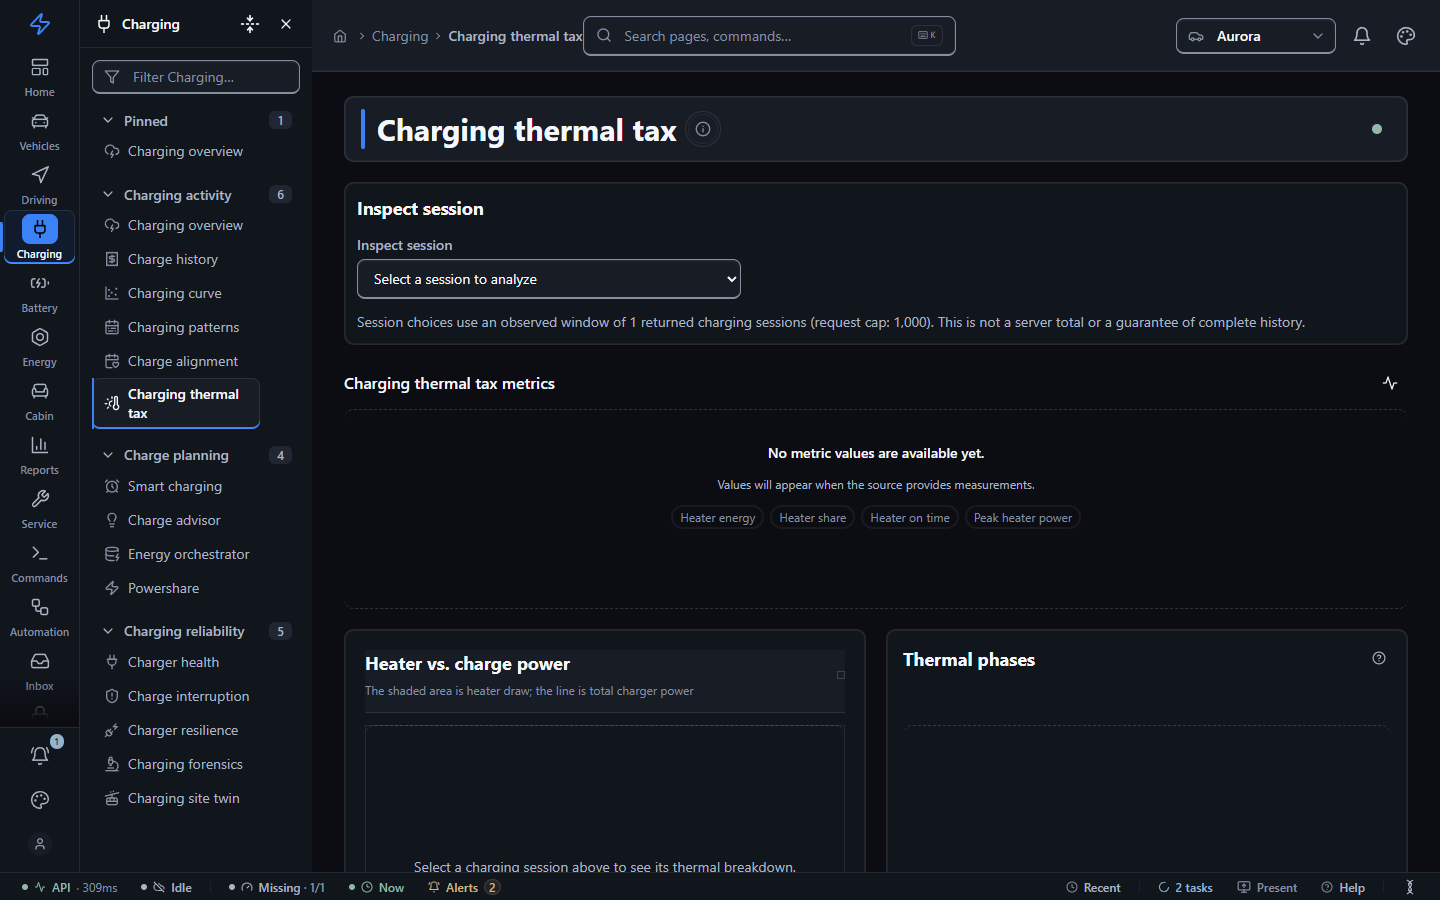 Charging
Charging
Charging thermal tax
Search pages, commands...
K
Aurora
Home
Vehicles
Driving
Charging
Battery
Energy
Cabin
Reports
Service
Commands
Automation
Inbox
1
Filter Charging...
Pinned
1
Charging overview
Charging activity
6
Charging overview
Charge history
Charging curve
Charging patterns
Charge alignment
Charging thermal
tax
Charge planning
4
Smart charging
Charge advisor
Energy orchestrator
Powershare
Charging reliability
5
Charger health
Charge interruption
Charger resilience
Charging forensics
Charging site twin
Charging thermal tax
Inspect session
Inspect session
Select a session to analyze
Session choices use an observed window of 1 returned charging sessions (request cap: 1,000). This is not a server total or a guarantee of complete history.
Charging thermal tax metrics
No metric values are available yet.
Values will appear when the source provides measurements.
Heater energy
Heater share
Heater on time
Peak heater power
Heater vs. charge power
The shaded area is heater draw; the line is total charger power
Select a charging session above to see its thermal breakdown.
Thermal phases
API · 309ms
Idle
Missing · 1/1
Now
Alerts 2
Recent
2 tasks
Present
Help